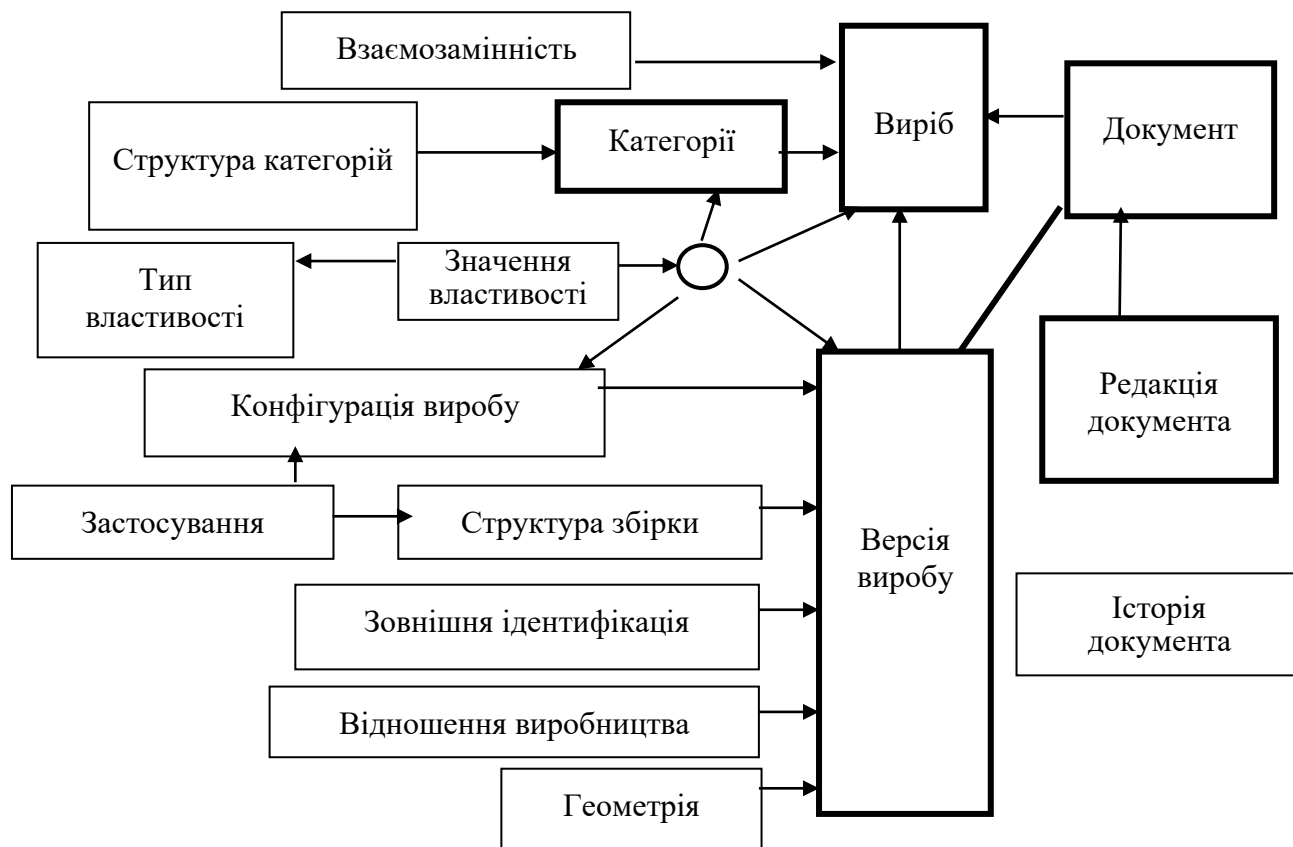 Взаємозамінність
Виріб
Документ
Категорії
Структура категорій
Значення
властивості
Тип
властивості
Конфігурація виробу
Редакція
документа
Застосування
Структура збірки
Версія
виробу
Зовнішня ідентифікація
Історія
документа
Відношення виробництва
Геометрія